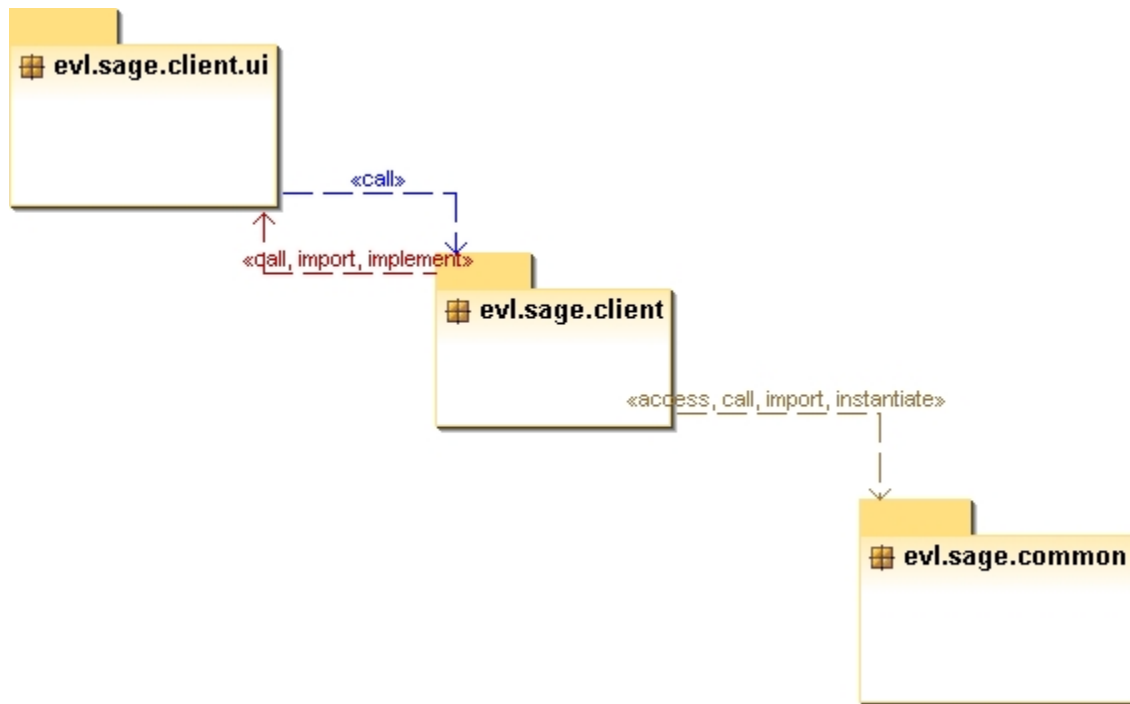 evl.sage.client.ui
«call»
«call, import, implement»
evl.sage.client
«access, call, import, instantiate»
evl.sage.common